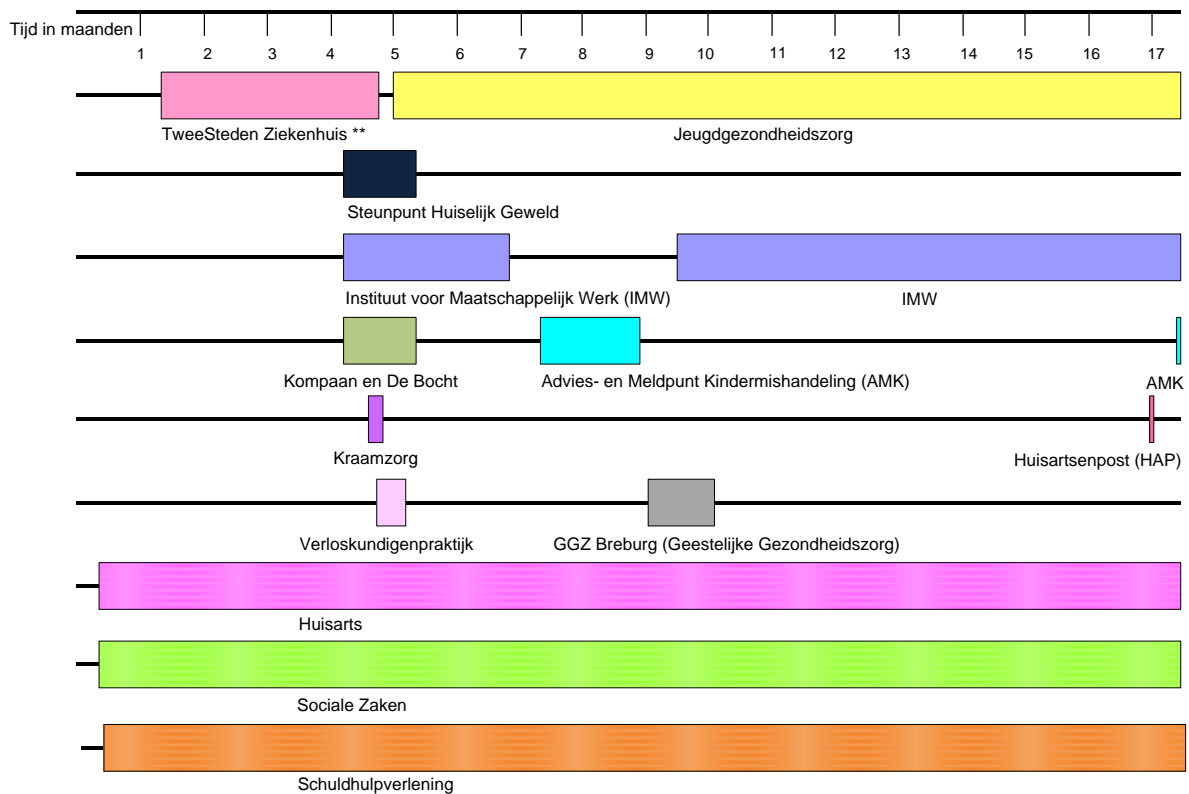 Tijd in maanden
1 2 3 4 5 6 7 8 9 10 11 12 13 14 15 16 17
TweeSteden Ziekenhuis ** Jeugdgezondheidszorg
Steunpunt Huiselijk Geweld
Instituut voor Maatschappelijk Werk (IMW) IMW
Kompaan en De Bocht Advies- en Meldpunt Kindermishandeling (AMK) AMK
Kraamzorg Huisartsenpost (HAP)
Verloskundigenpraktijk GGZ Breburg (Geestelijke Gezondheidszorg)
Huisarts
Sociale Zaken
Schuldhulpverlening